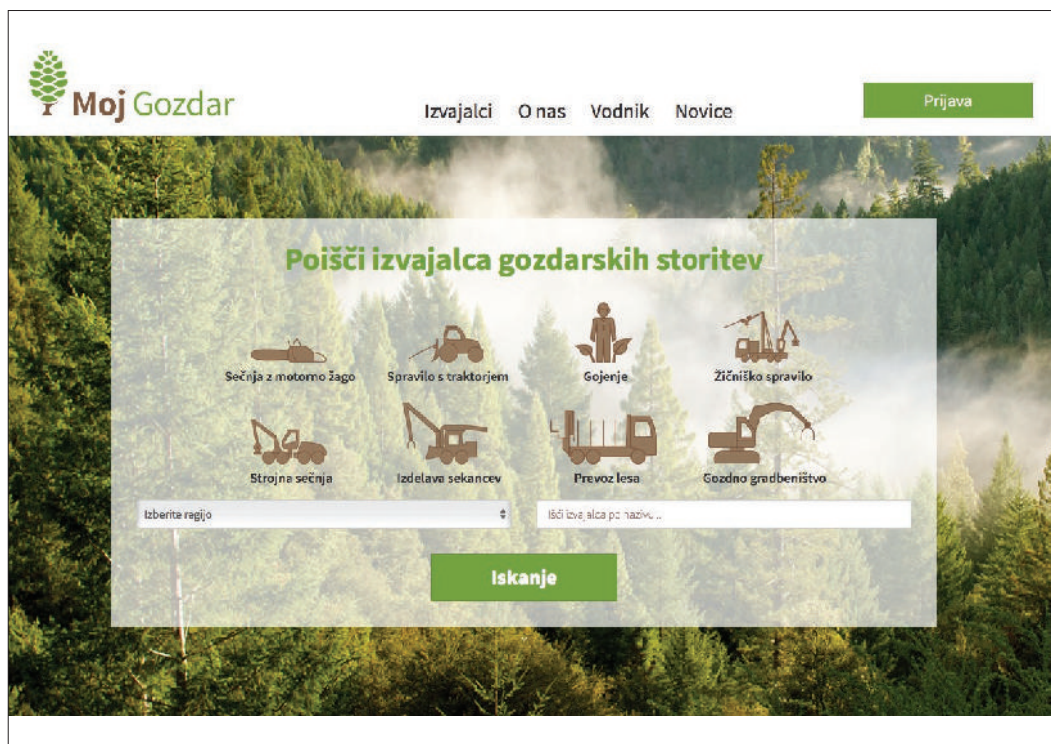 Moj Gozdar
Izvajalci O nas Vodnik Novice
Prijava
Poišči izvajalca gozdarskih storitev
Sečnja z motorno žago Spravilo s traktorjem Gojenje Žičniško spravilo
Strojna sečnja Izdelava sekancev Prevoz lesa Gozdno gradbeništvo
Izberite regijo Išči izvajalca po nazivu...
Iskanje